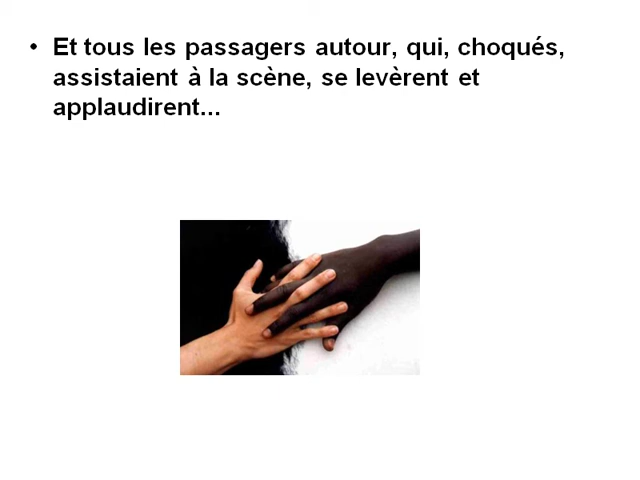 • Et tous les passagers autour, qui, choqués,
assistaient à la scène, se levèrent et
applaudirent...